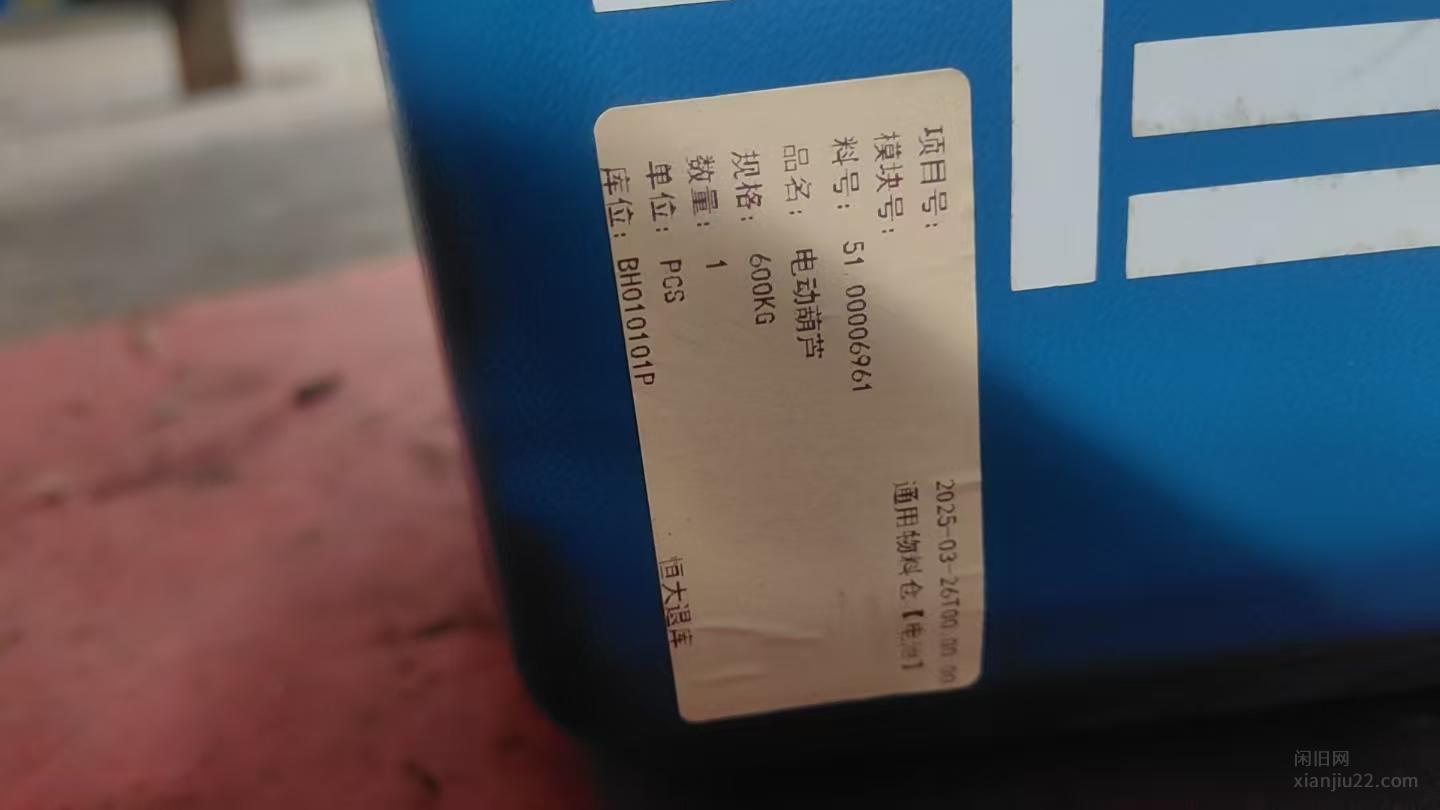 项目号:
2025-03-26T00:00:00
模块号:
通用物料仓【电池】
料号: 51.00006961
品名: 电动葫芦
规格: 600KG
数量: 1
单位: PCS
库位: BH010101P
恒大退库
闲旧网
xianjiu22.com